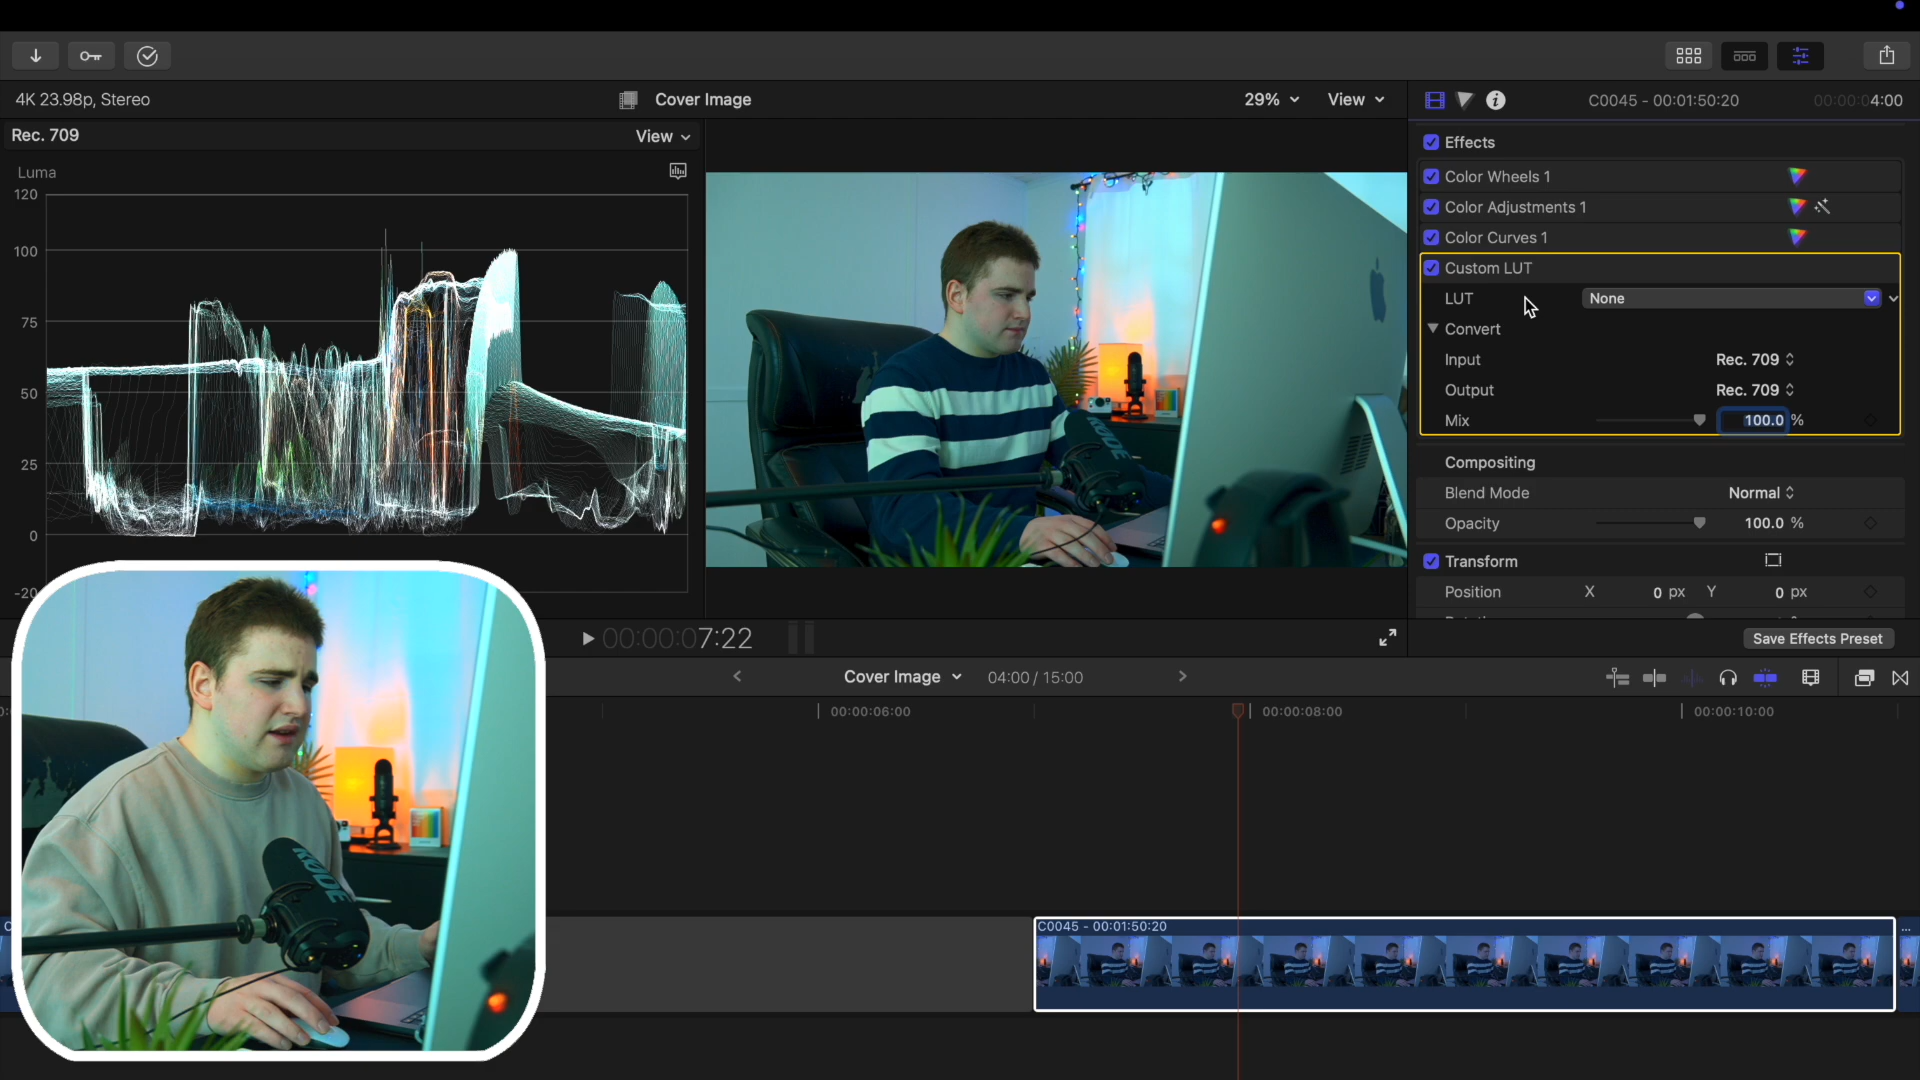 4K 23.98p, Stereo
Cover Image
29%
View
C0045 - 00:01:50:20
00:00:04:00
Rec. 709
View
Luma
120
100
75
50
25
0
-20
Effects
Color Wheels 1
Color Adjustments 1
Color Curves 1
Custom LUT
LUT
None
Convert
Input
Rec. 709
Output
Rec. 709
Mix
100.0 %
Compositing
Blend Mode
Normal
Opacity
100.0 %
Transform
Position
X
0 px
Y
0 px
RØDE
00:00:07:22
Save Effects Preset
Cover Image
04:00 / 15:00
00:00:06:00
00:00:08:00
00:00:10:00
RØDE
C0045 - 00:01:50:20
...